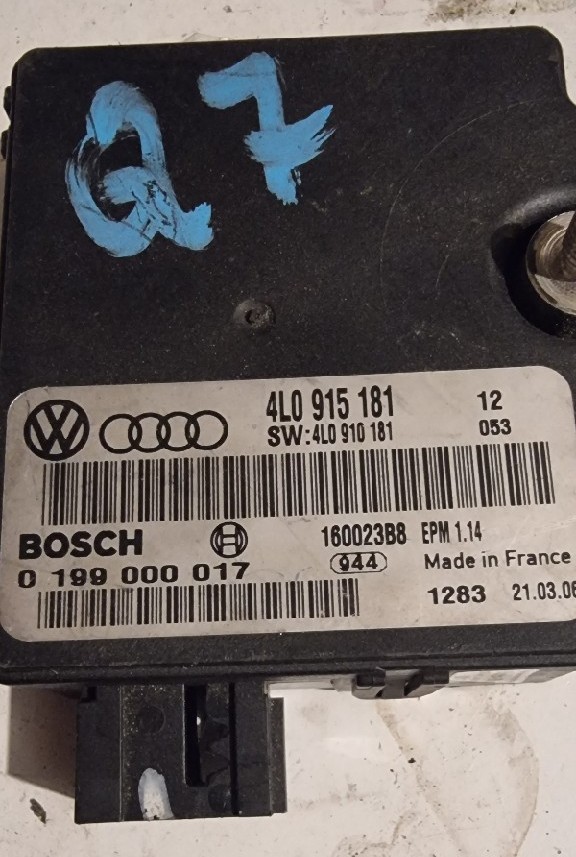 Q7
4L0 915 181 12
SW:4L0 910 181 053
BOSCH 160023B8 EPM 1.14
0 199 000 017 944 Made in France
1283 21.03.06